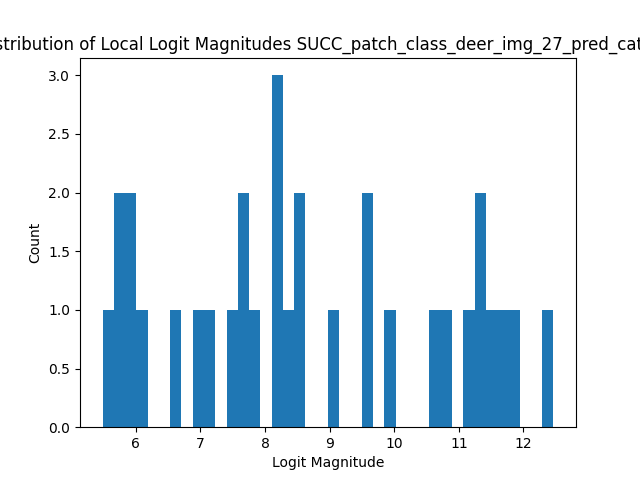 stribution of Local Logit Magnitudes SUCC_patch_class_deer_img_27_pred_cat
3.0
2.5
2.0
1.5
1.0
0.5
0.0
Count
6 7 8 9 10 11 12
Logit Magnitude